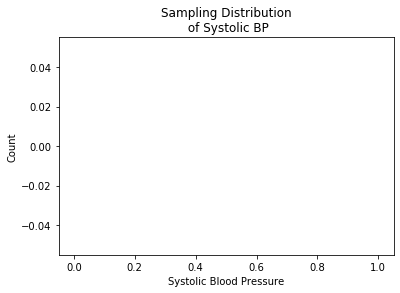 Sampling Distribution
of Systolic BP
0.04
0.02
0.00
−0.02
−0.04
Count
0.0 0.2 0.4 0.6 0.8 1.0
Systolic Blood Pressure